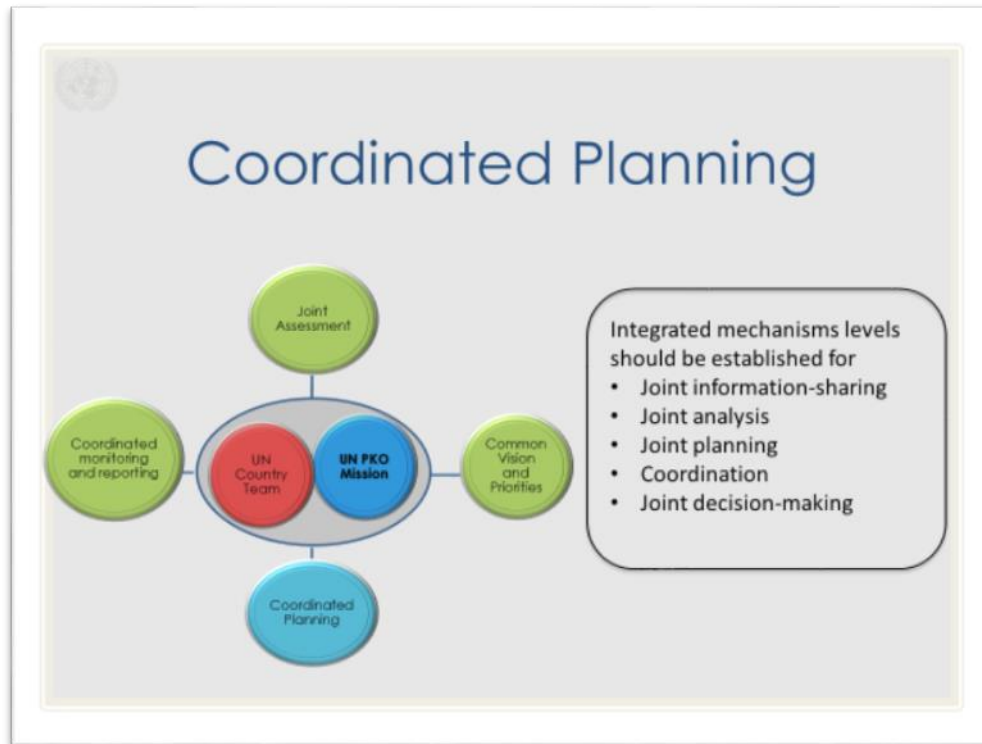 Coordinated Planning
Joint
Assessment
Coordinated
monitoring
and reporting
UN
Country
Team
UN PKO
Mission
Common
Vision
and
Priorities
Coordinated
Planning
Integrated mechanisms levels
should be established for
• Joint information-sharing
• Joint analysis
• Joint planning
• Coordination
• Joint decision-making